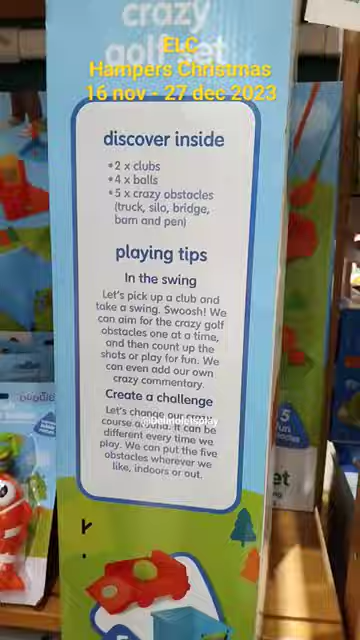 crazy
golf set
ELC
Hampers Christmas
16 nov - 27 dec 2023
discover inside
• 2 x clubs
• 4 x balls
• 5 x crazy obstacles
(truck, silo, bridge,
barn and pen)
playing tips
In the swing
Let's pick up a club and
take a swing. Swoosh! We
can aim for the crazy golf
obstacles one at a time,
and then count up the
shots or play for fun. We
can even add our own
crazy commentary.
Create a challenge
Let's change our crazy
course around. It can be
different every time we
play. We can put the five
obstacles wherever we
like, indoors or out.
5
fun